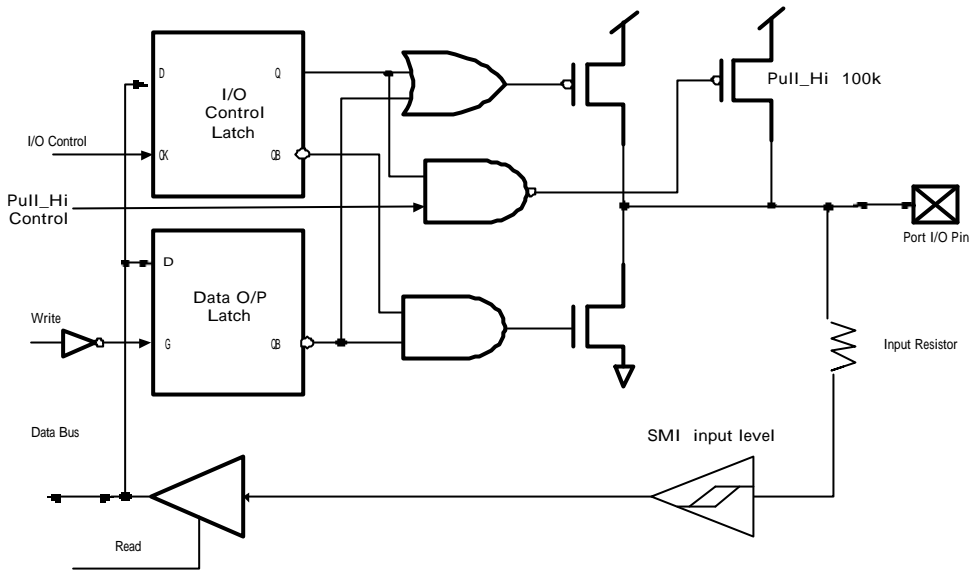 D
Q
I/O
Control
Latch
I/O Control
CK
QB
Pull_Hi
Control
Pull_Hi 100k
Port I/O Pin
D
Data O/P
Latch
Write
G
QB
Input Resistor
Data Bus
SMI input level
Read